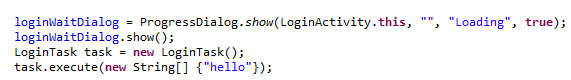 loginWaitDialog = ProgressDialog.show(LoginActivity.this, "", "Loading", true);
loginWaitDialog.show();
LoginTask task = new LoginTask();
task.execute(new String[] {"hello"});